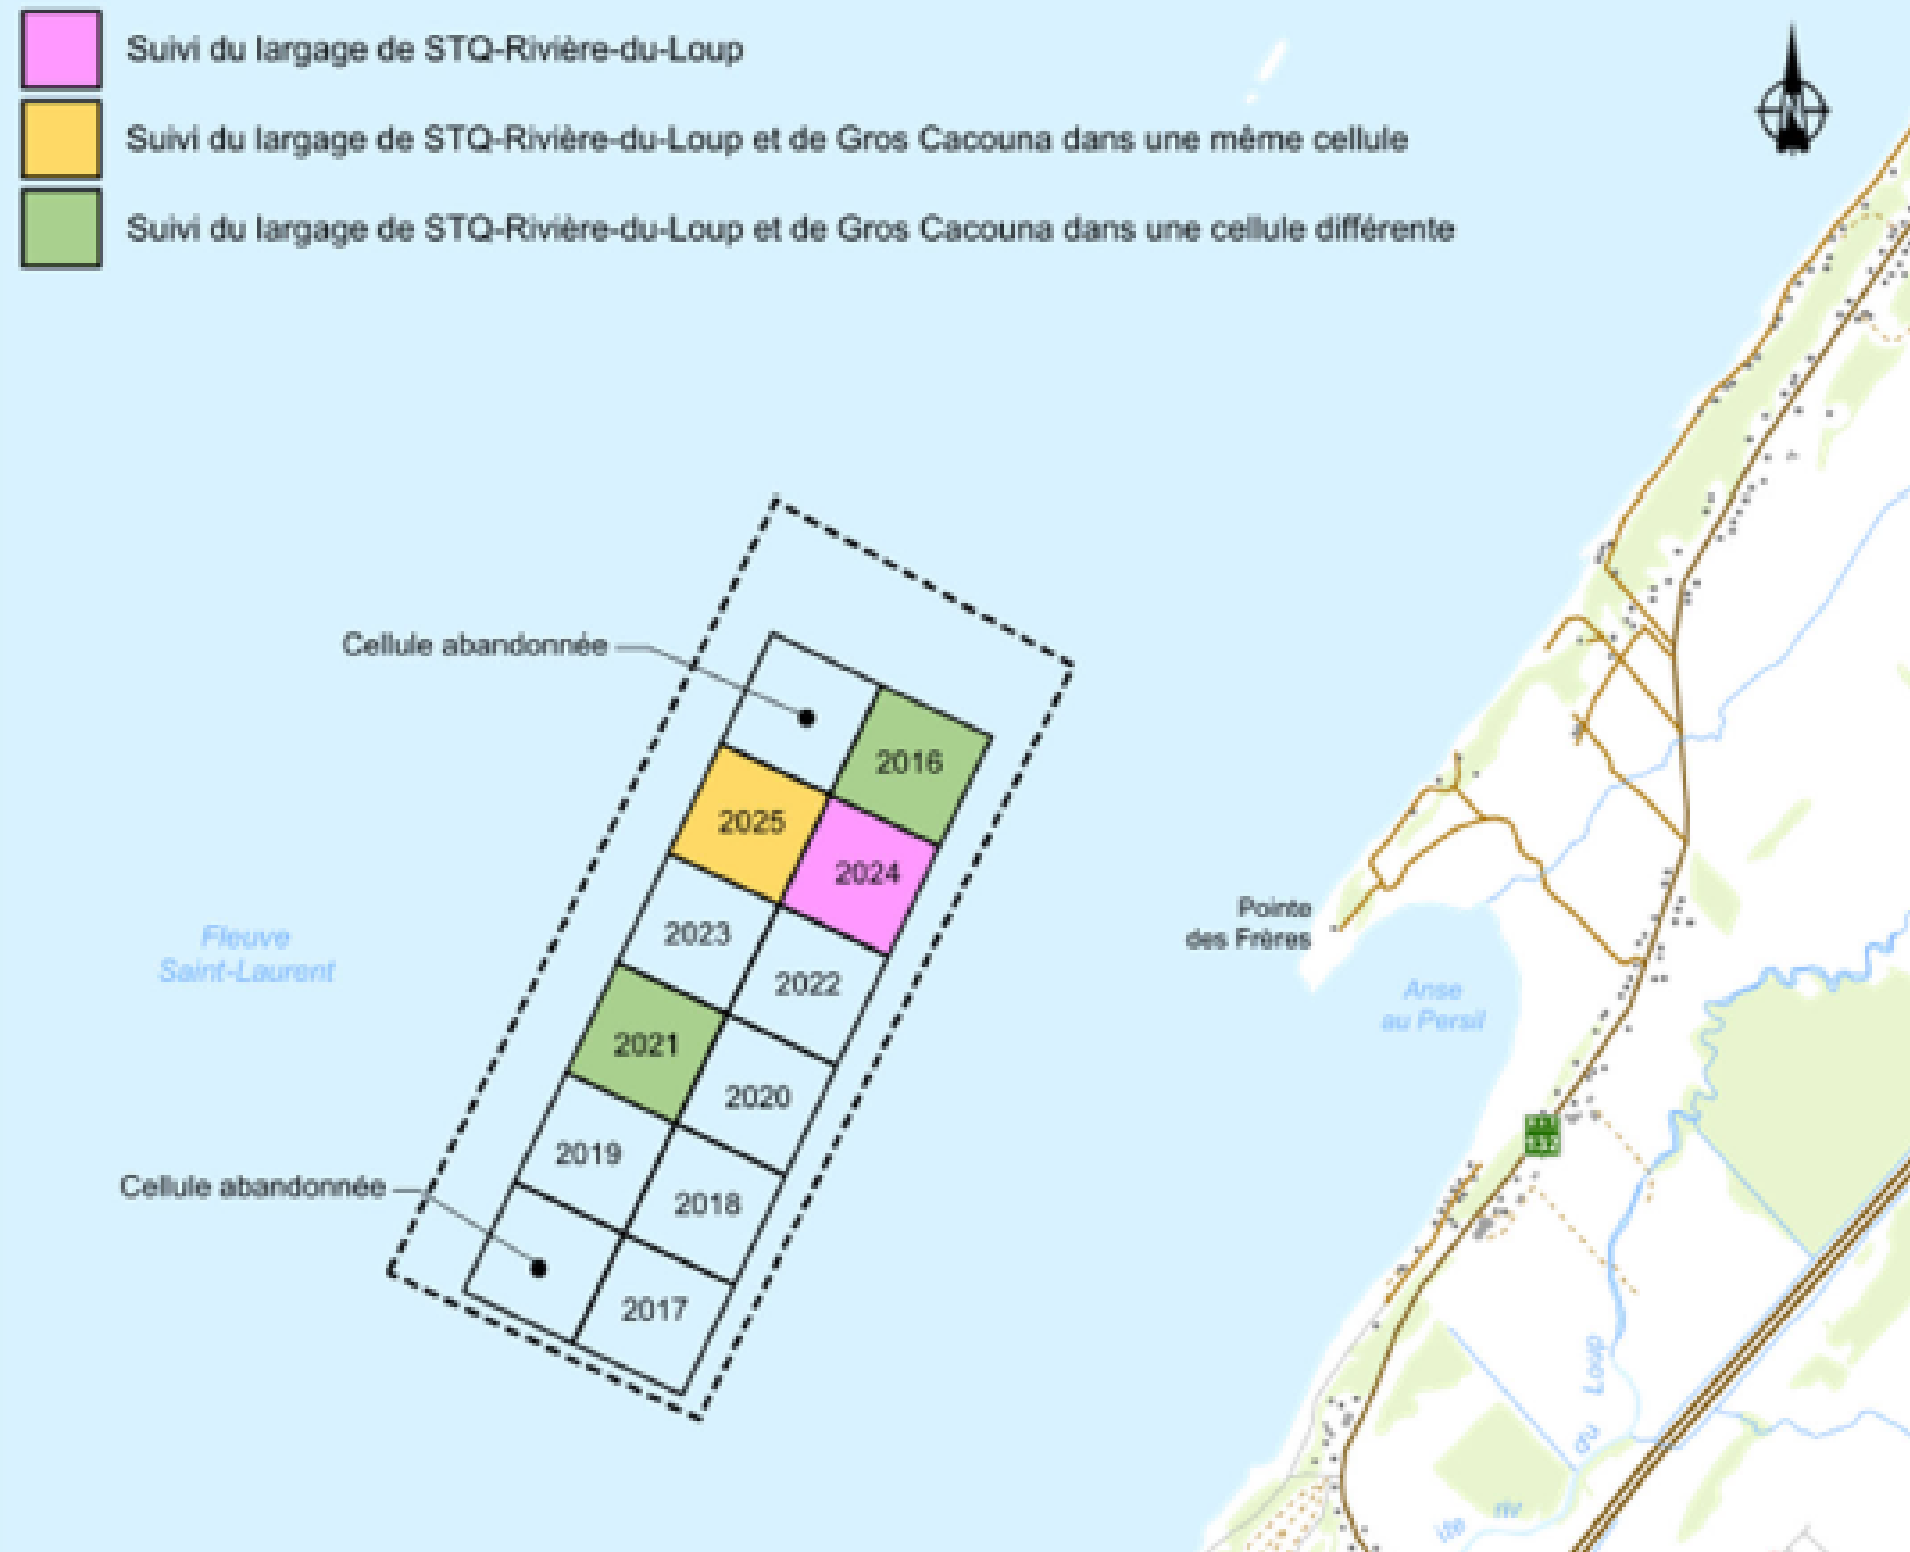 Suivi du largage de STQ-Rivière-du-Loup
Suivi du largage de STQ-Rivière-du-Loup et de Gros Cacouna dans une même cellule
Suivi du largage de STQ-Rivière-du-Loup et de Gros Cacouna dans une cellule différente
Cellule abandonnée
2016
2025
2024
Pointe
des Frères
2023
Fleuve
Saint-Laurent
2022
Anse
au Persil
2021
2020
2019
Cellule abandonnée
2018
2017
Loup
du
riv